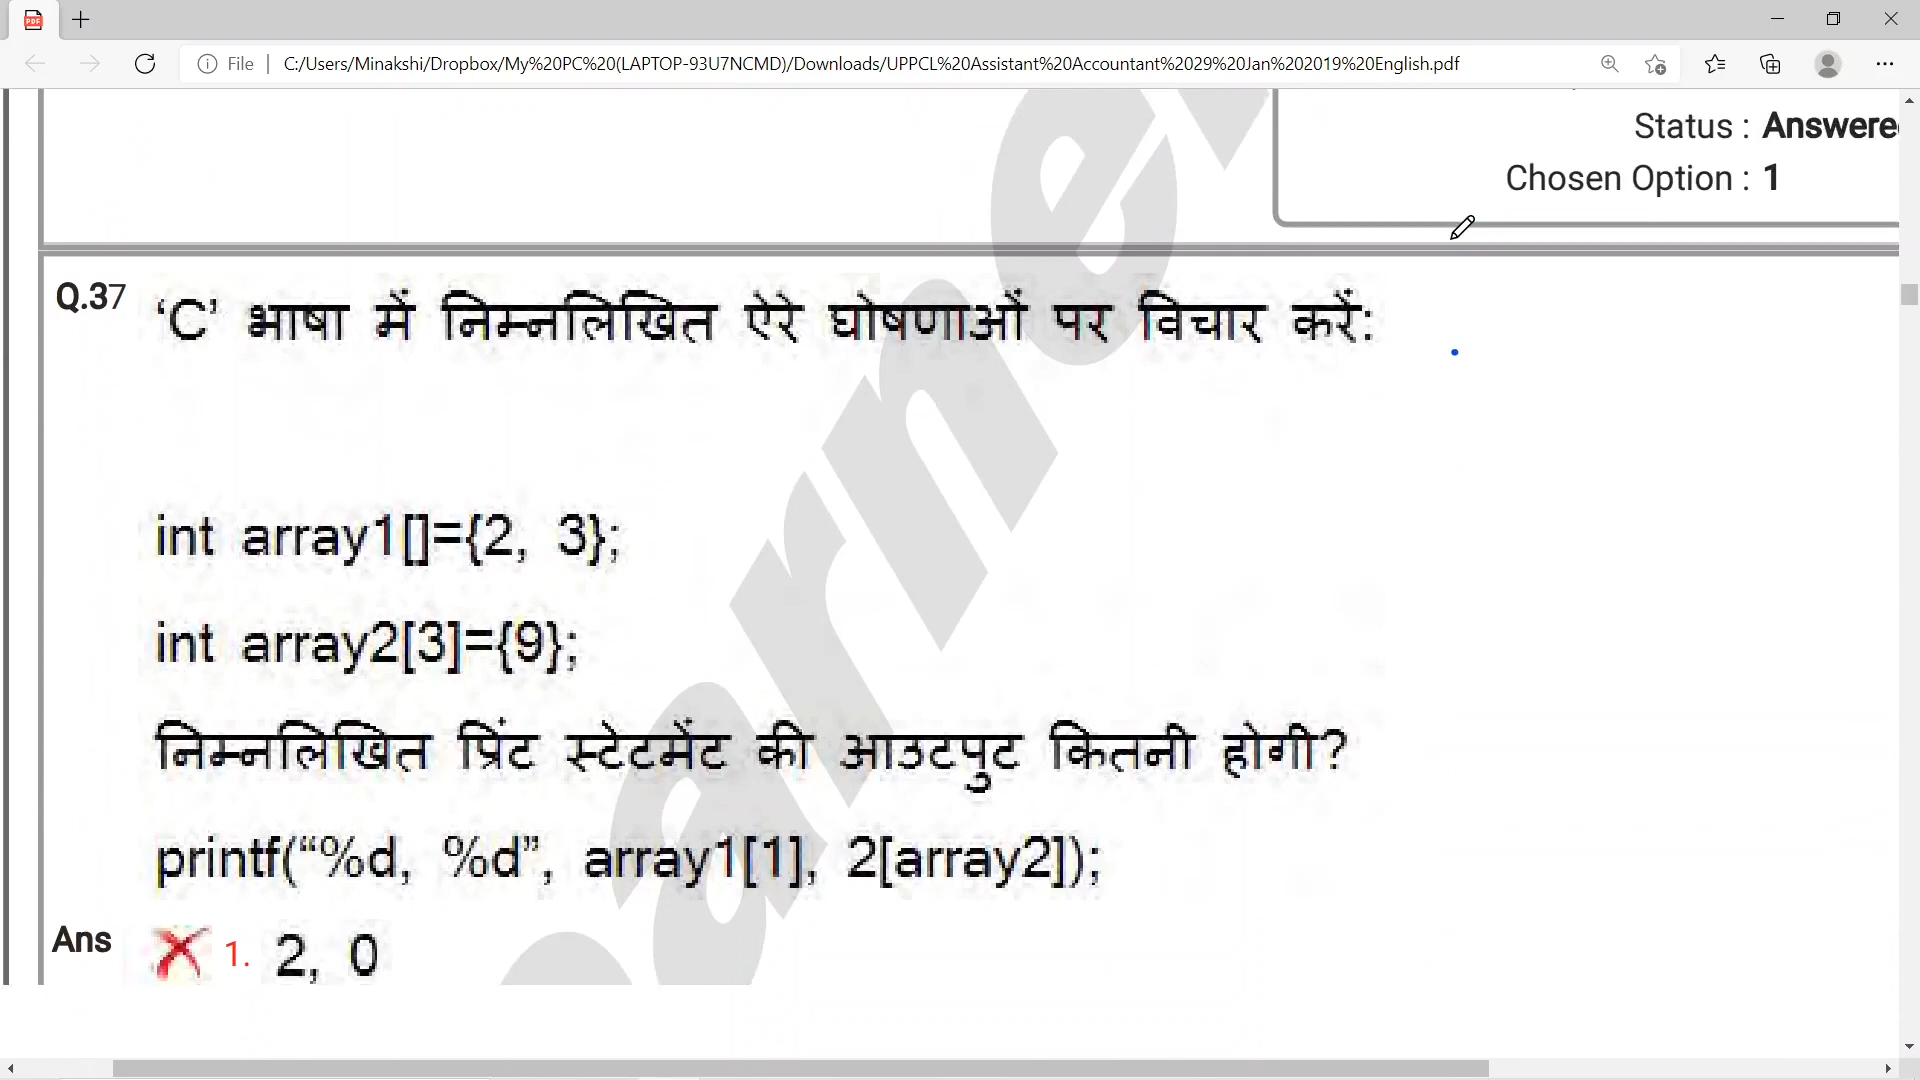 File
C:/Users/Minakshi/Dropbox/My%20PC%20(LAPTOP-93U7NCMD)/Downloads/UPPCL%20Assistant%20Accountant%2029%20Jan%202019%20English.pdf
Status : Answere
Chosen Option : 1
Q.37 ‘C’ भाषा में निम्नलिखित ऐरे घोषणाओं पर विचार करें:
int array1[]={2, 3};
int array2[3]={9};
निम्नलिखित प्रिंट स्टेटमेंट की आउटपुट कितनी होगी?
printf(“%d, %d”, array1[1], 2[array2]);
Ans 1. 2, 0